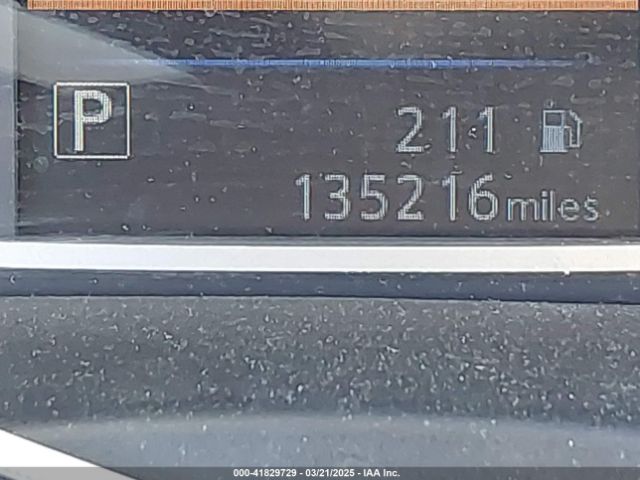 P 211
135216 miles
000-41829729 - 03/21/2025 - IAA Inc.